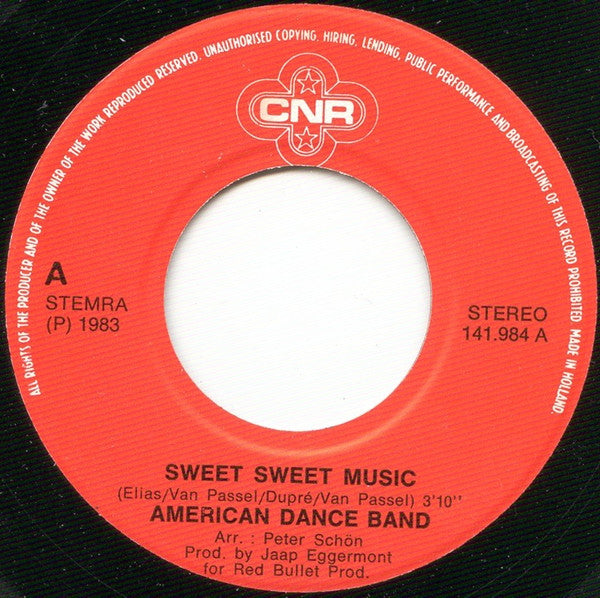 ALL RIGHTS OF THE PRODUCER AND OF THE OWNER OF THE WORK REPRODUCED RESERVED. UNAUTHORISED COPYING, HIRING, LENDING, PUBLIC PERFORMANCE AND BROADCASTING OF THIS RECORD PROHIBITED MADE IN HOLLAND.
CNR
A
STEMRA
(P) 1983
STEREO
141.984 A
SWEET SWEET MUSIC
(Elias/Van Passel/Dupré/Van Passel) 3'10''
AMERICAN DANCE BAND
Arr. : Peter Schön
Prod. by Jaap Eggermont
for Red Bullet Prod.